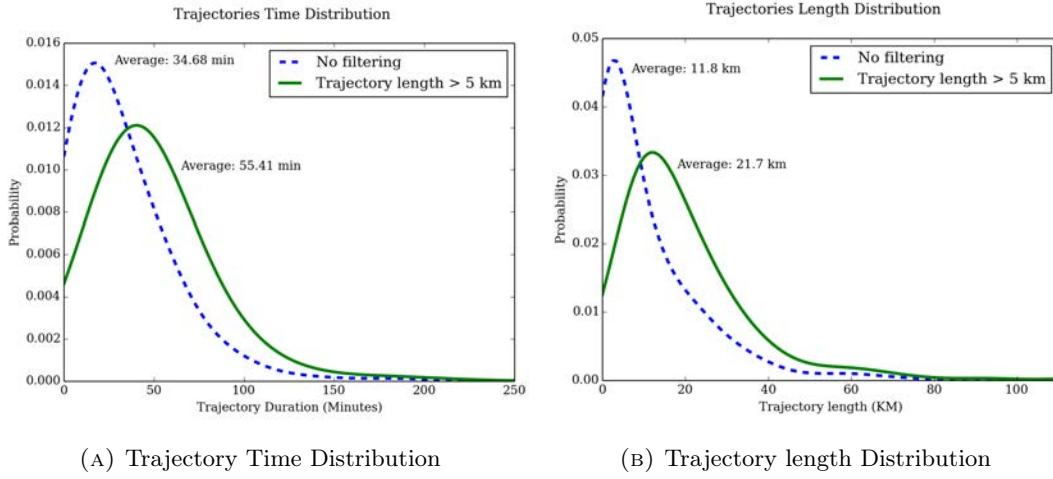 Trajectories Time Distribution
0.016
0.014
0.012
0.010
0.008
0.006
0.004
0.002
0.000
Probability
Average: 34.68 min
Average: 55.41 min
No filtering
Trajectory length > 5 km
0
50
100
150
200
250
Trajectory Duration (Minutes)
(A) Trajectory Time Distribution
Trajectories Length Distribution
0.05
0.04
0.03
0.02
0.01
0.00
Probability
Average: 11.8 km
Average: 21.7 km
No filtering
Trajectory length > 5 km
0
20
40
60
80
100
Trajectory length (KM)
(B) Trajectory length Distribution